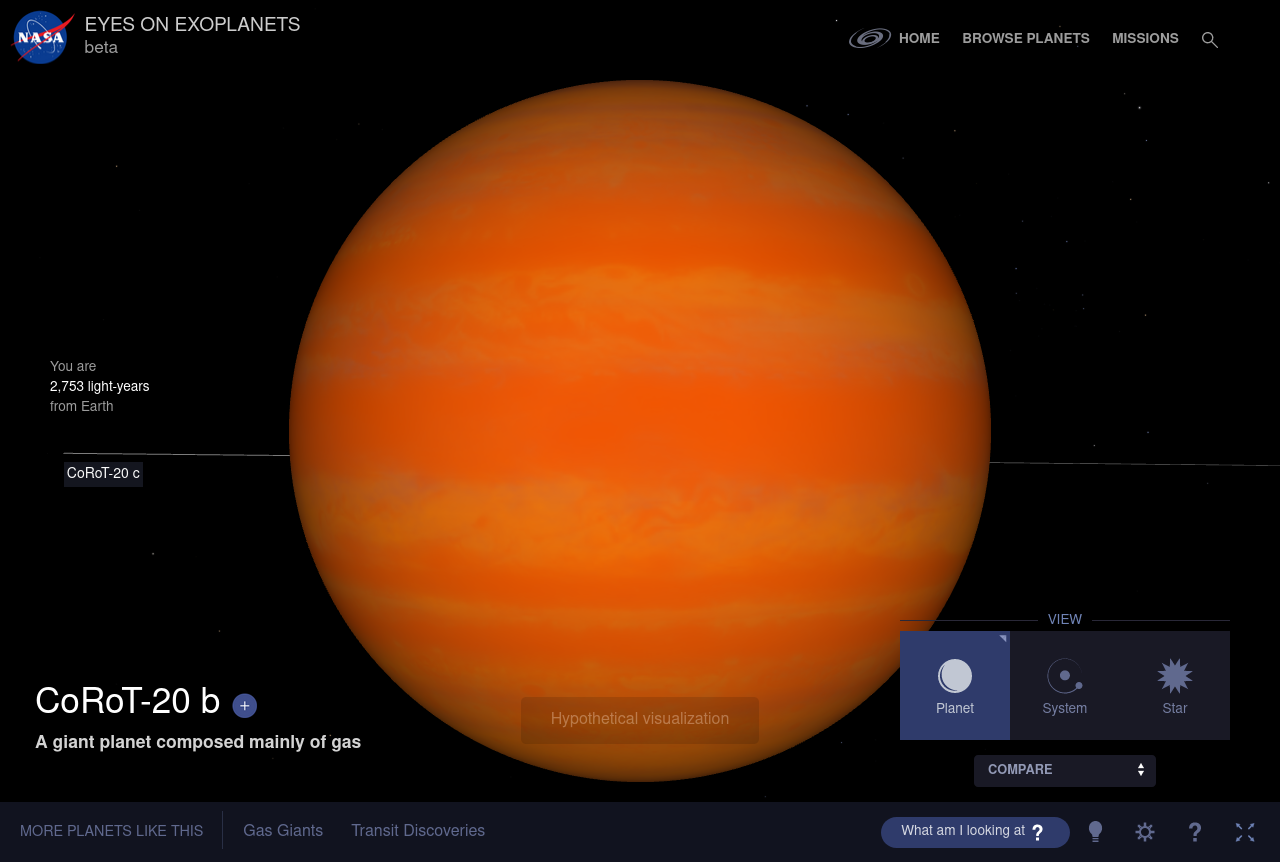 NASA
EYES ON EXOPLANETS
beta
HOME
BROWSE PLANETS
MISSIONS
You are
2,753 light-years
from Earth
CoRoT-20 c
CoRoT-20 b +
A giant planet composed mainly of gas
Hypothetical visualization
VIEW
Planet
System
Star
COMPARE
MORE PLANETS LIKE THIS
Gas Giants
Transit Discoveries
What am I looking at ?
?